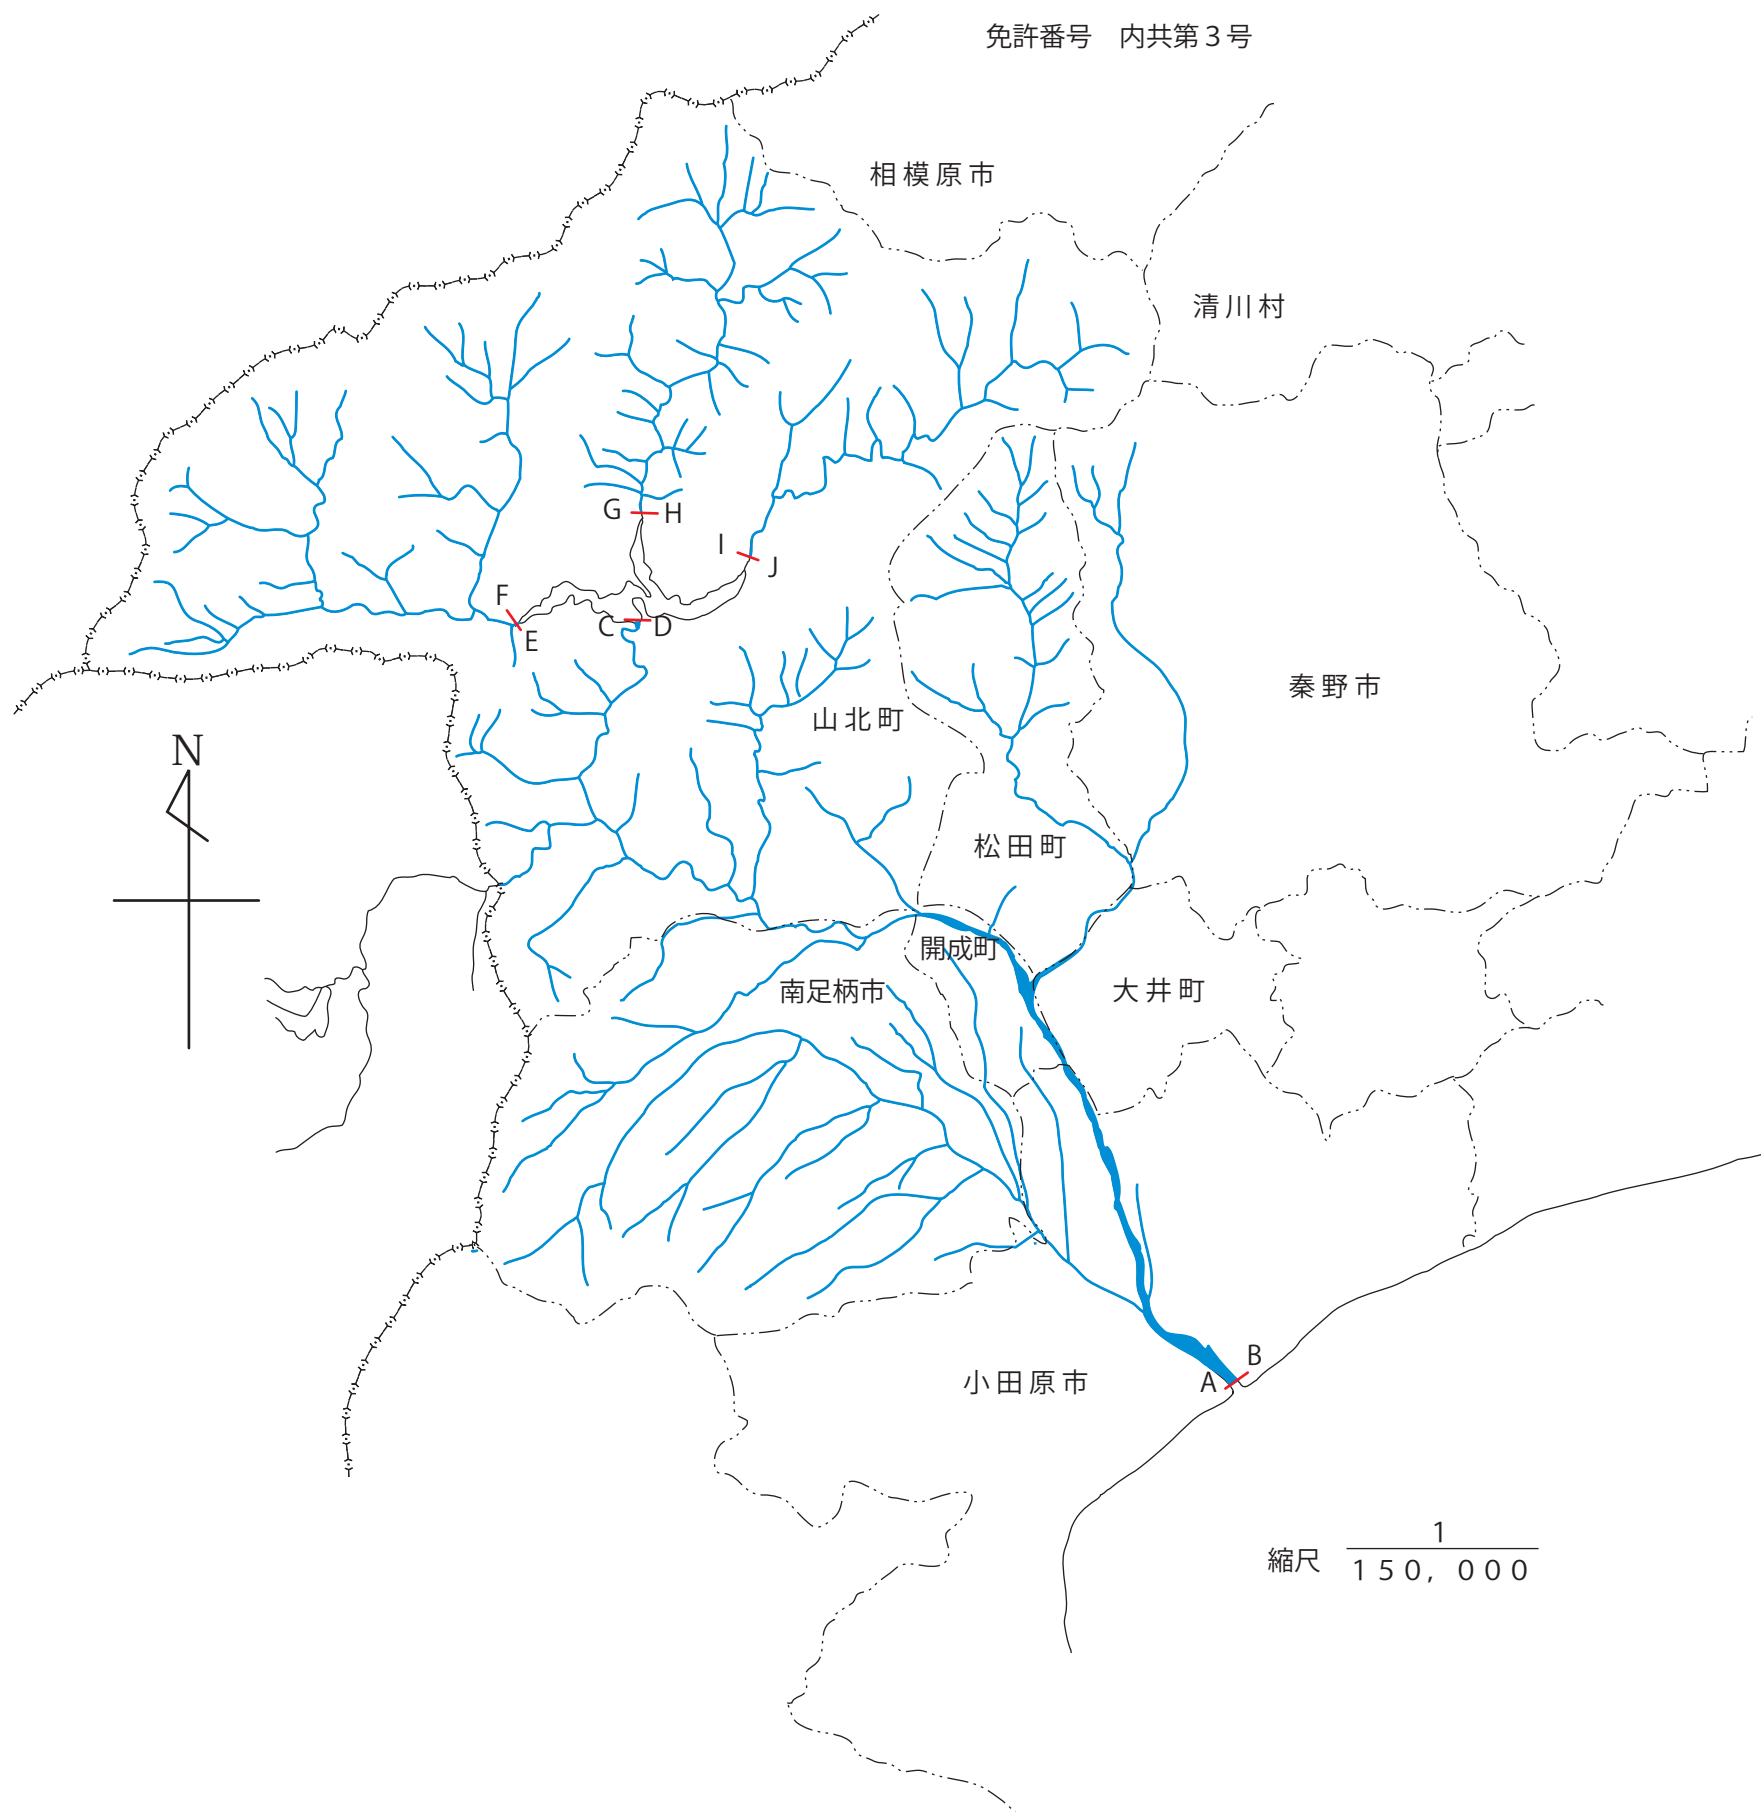 免許番号　内共第３号
相模原市
清川村
G
H
I
J
F
E
C
D
秦野市
山北町
N
松田町
開成町
南足柄市
大井町
B
A
小田原市
縮尺
1
150,000